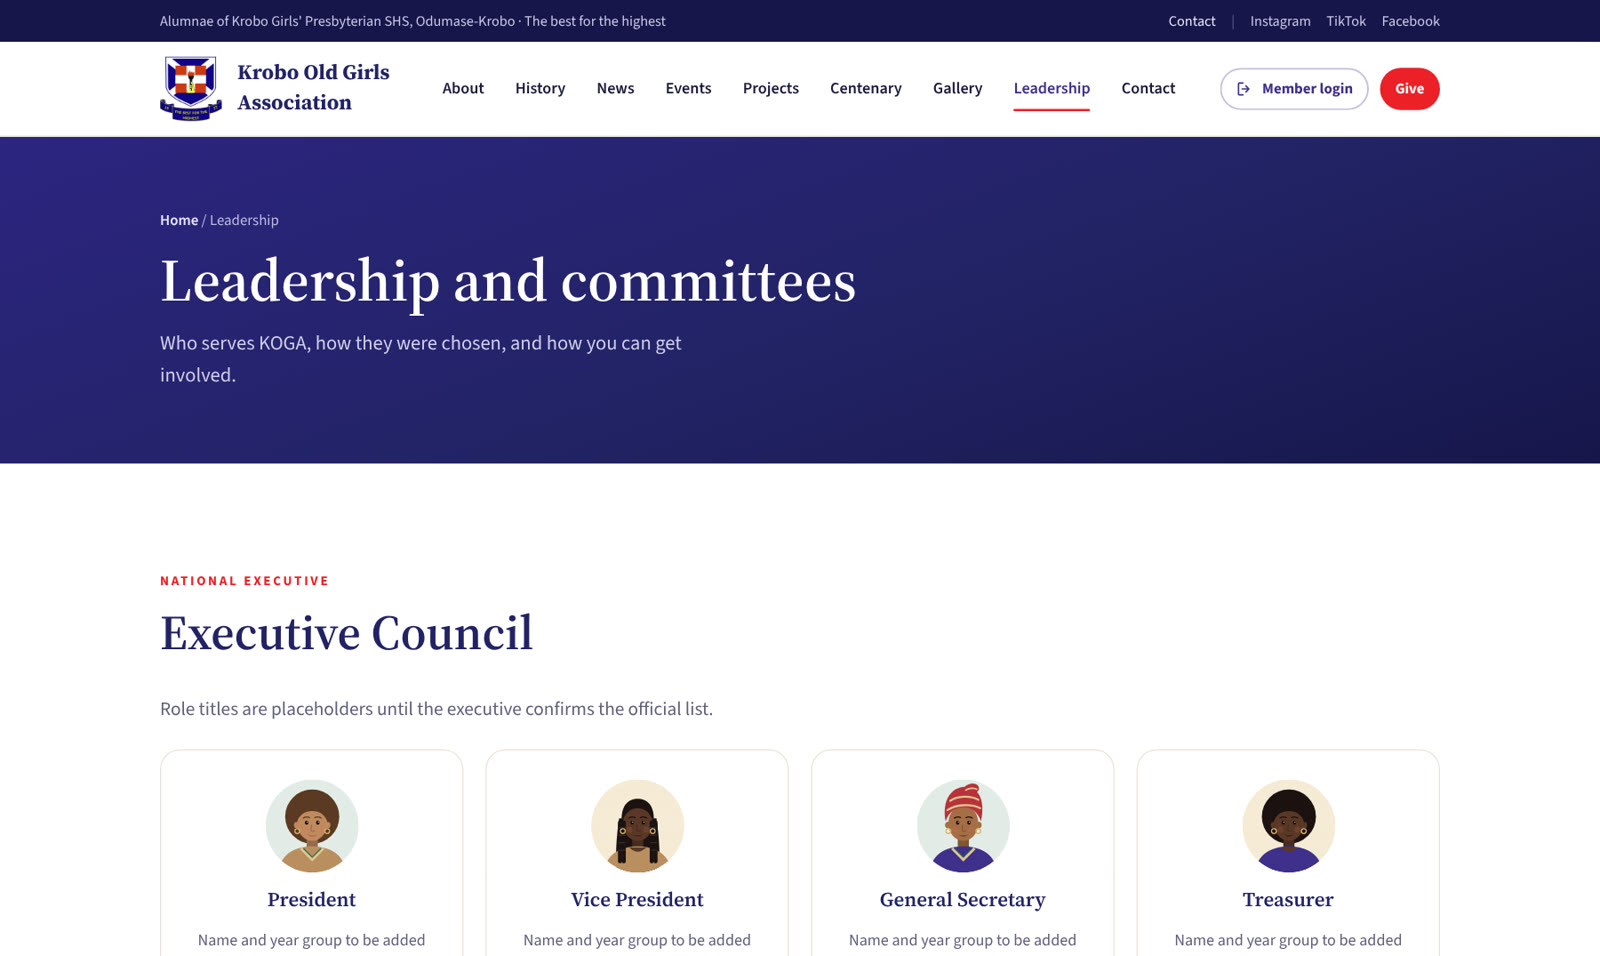 Alumnae of Krobo Girls' Presbyterian SHS, Odumase-Krobo · The best for the highest
Contact | Instagram TikTok Facebook
THE BEST FOR THE
HIGHEST
Krobo Old Girls
Association
About History News Events Projects Centenary Gallery Leadership Contact
Member login
Give
Home / Leadership
Leadership and committees
Who serves KOGA, how they were chosen, and how you can get
involved.
NATIONAL EXECUTIVE
Executive Council
Role titles are placeholders until the executive confirms the official list.
President
Name and year group to be added
Vice President
Name and year group to be added
General Secretary
Name and year group to be added
Treasurer
Name and year group to be added